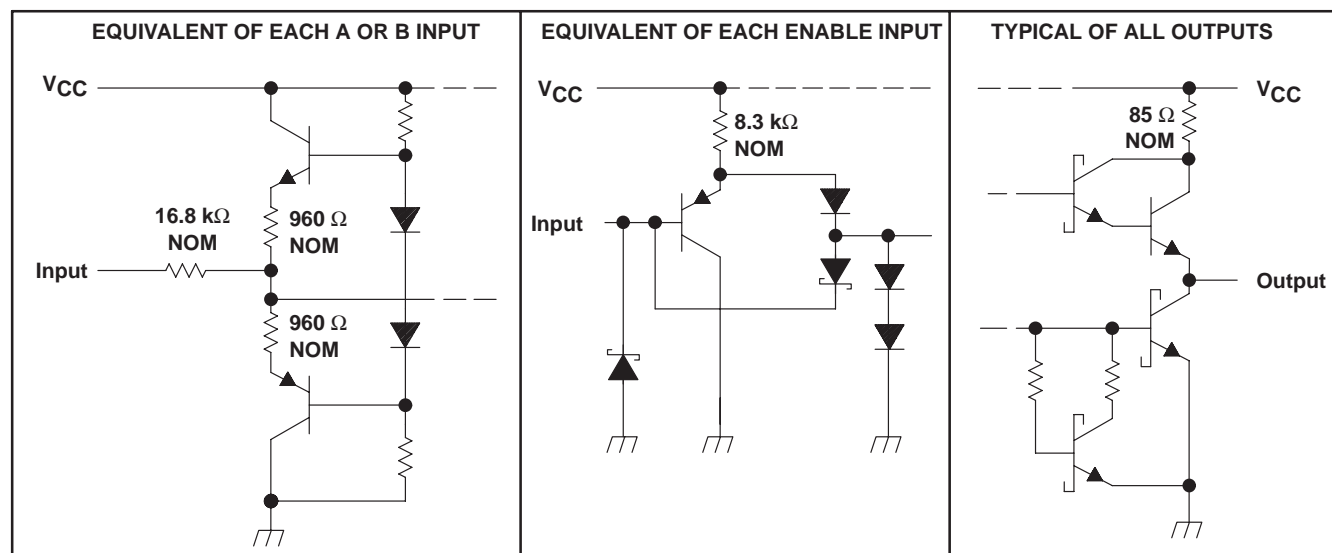 EQUIVALENT OF EACH A OR B INPUT
VCC
16.8 kΩ
NOM
960 Ω
NOM
Input
960 Ω
NOM
EQUIVALENT OF EACH ENABLE INPUT
VCC
8.3 kΩ
NOM
Input
TYPICAL OF ALL OUTPUTS
VCC
85 Ω
NOM
Output